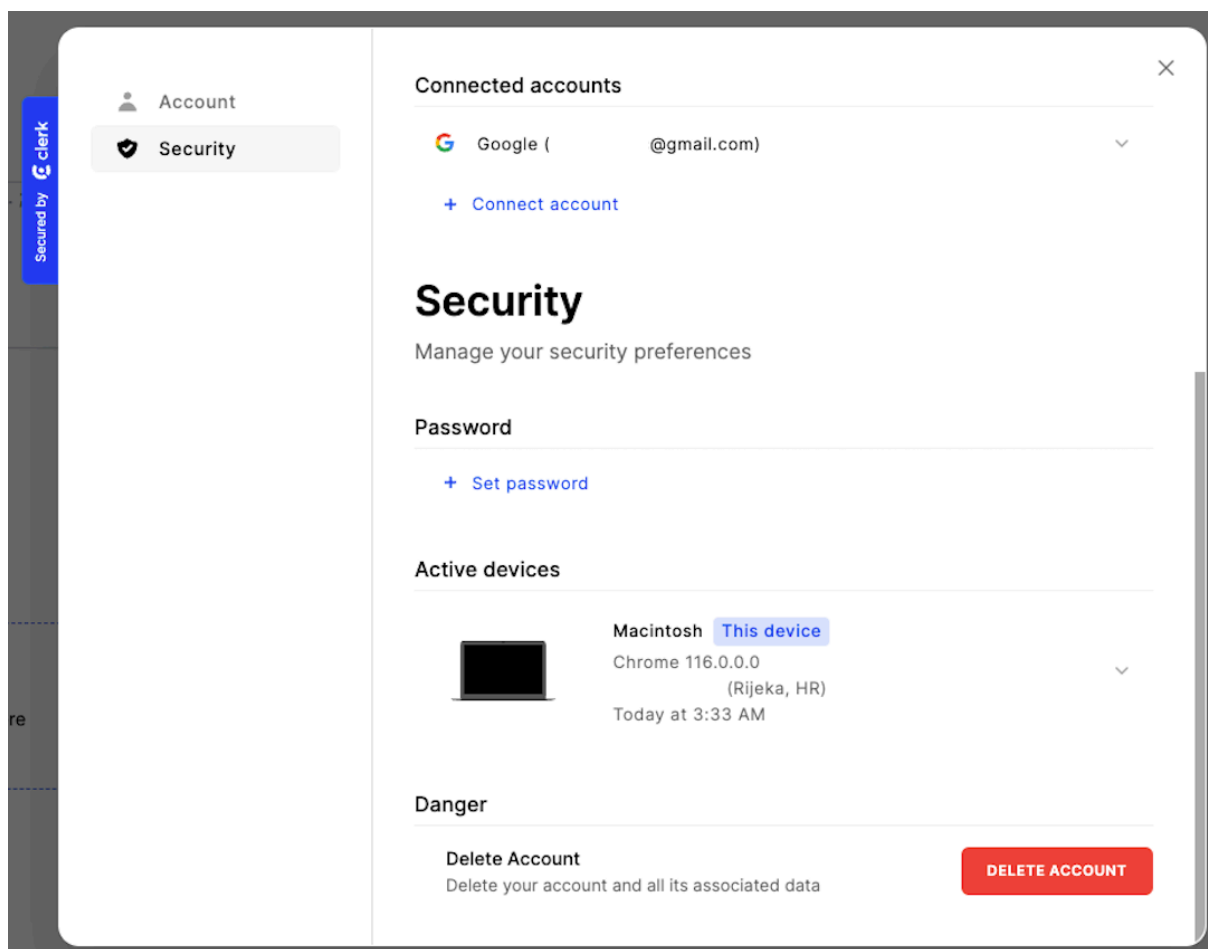 Account
Security
Secured by clerk
Connected accounts
Google ( @gmail.com)
+ Connect account
Security
Manage your security preferences
Password
+ Set password
Active devices
Macintosh This device
Chrome 116.0.0.0
(Rijeka, HR)
Today at 3:33 AM
re
Danger
Delete Account
Delete your account and all its associated data
DELETE ACCOUNT